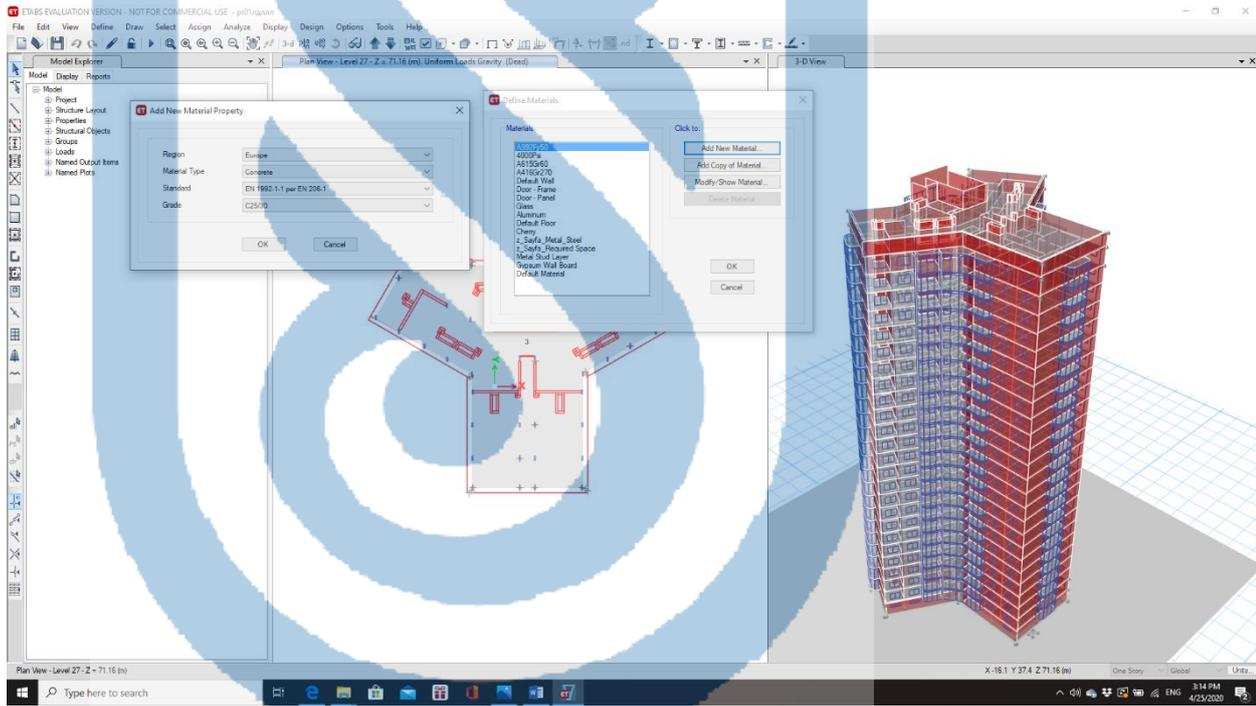 ETABS EVALUATION VERSION - NOT FOR COMMERCIAL USE - pr01
File Edit View Define Draw Select Assign Analyze Display Design Options Tools Help
Model Explorer
Plan View - Level 27 - Z = 71.16 (m) Uniform Loads Gravity (Dead)
3-D View
Model Display Reports
Model
Project
Structure Layout
Properties
Structural Objects
Groups
Loads
Named Output Items
Named Plots
Add New Material Property
Region Europe
Material Type Concrete
Standard EN 1992-1-1 per EN 206-1
Grade C25/30
OK Cancel
Define Materials
Materials
A992Fy50
4000Psi
A615Gr60
A416Gr270
Default Wall
Door - Frame
Door - Panel
Glass
Aluminum
Default Floor
Cherry
z_Sayfa_Metal_Steel
z_Sayfa_Required Space
Metal Stud Layer
Gypsum Wall Board
Default Material
Click to:
Add New Material...
Add Copy of Material...
Modify/Show Material...
Delete Material
OK
Cancel
3
Y
X
Plan View - Level 27 - Z = 71.16 (m)
X -16.1 Y 37.4 Z 71.16 (m)
One Story Global Units...
Type here to search
ENG
3:14 PM
4/25/2020